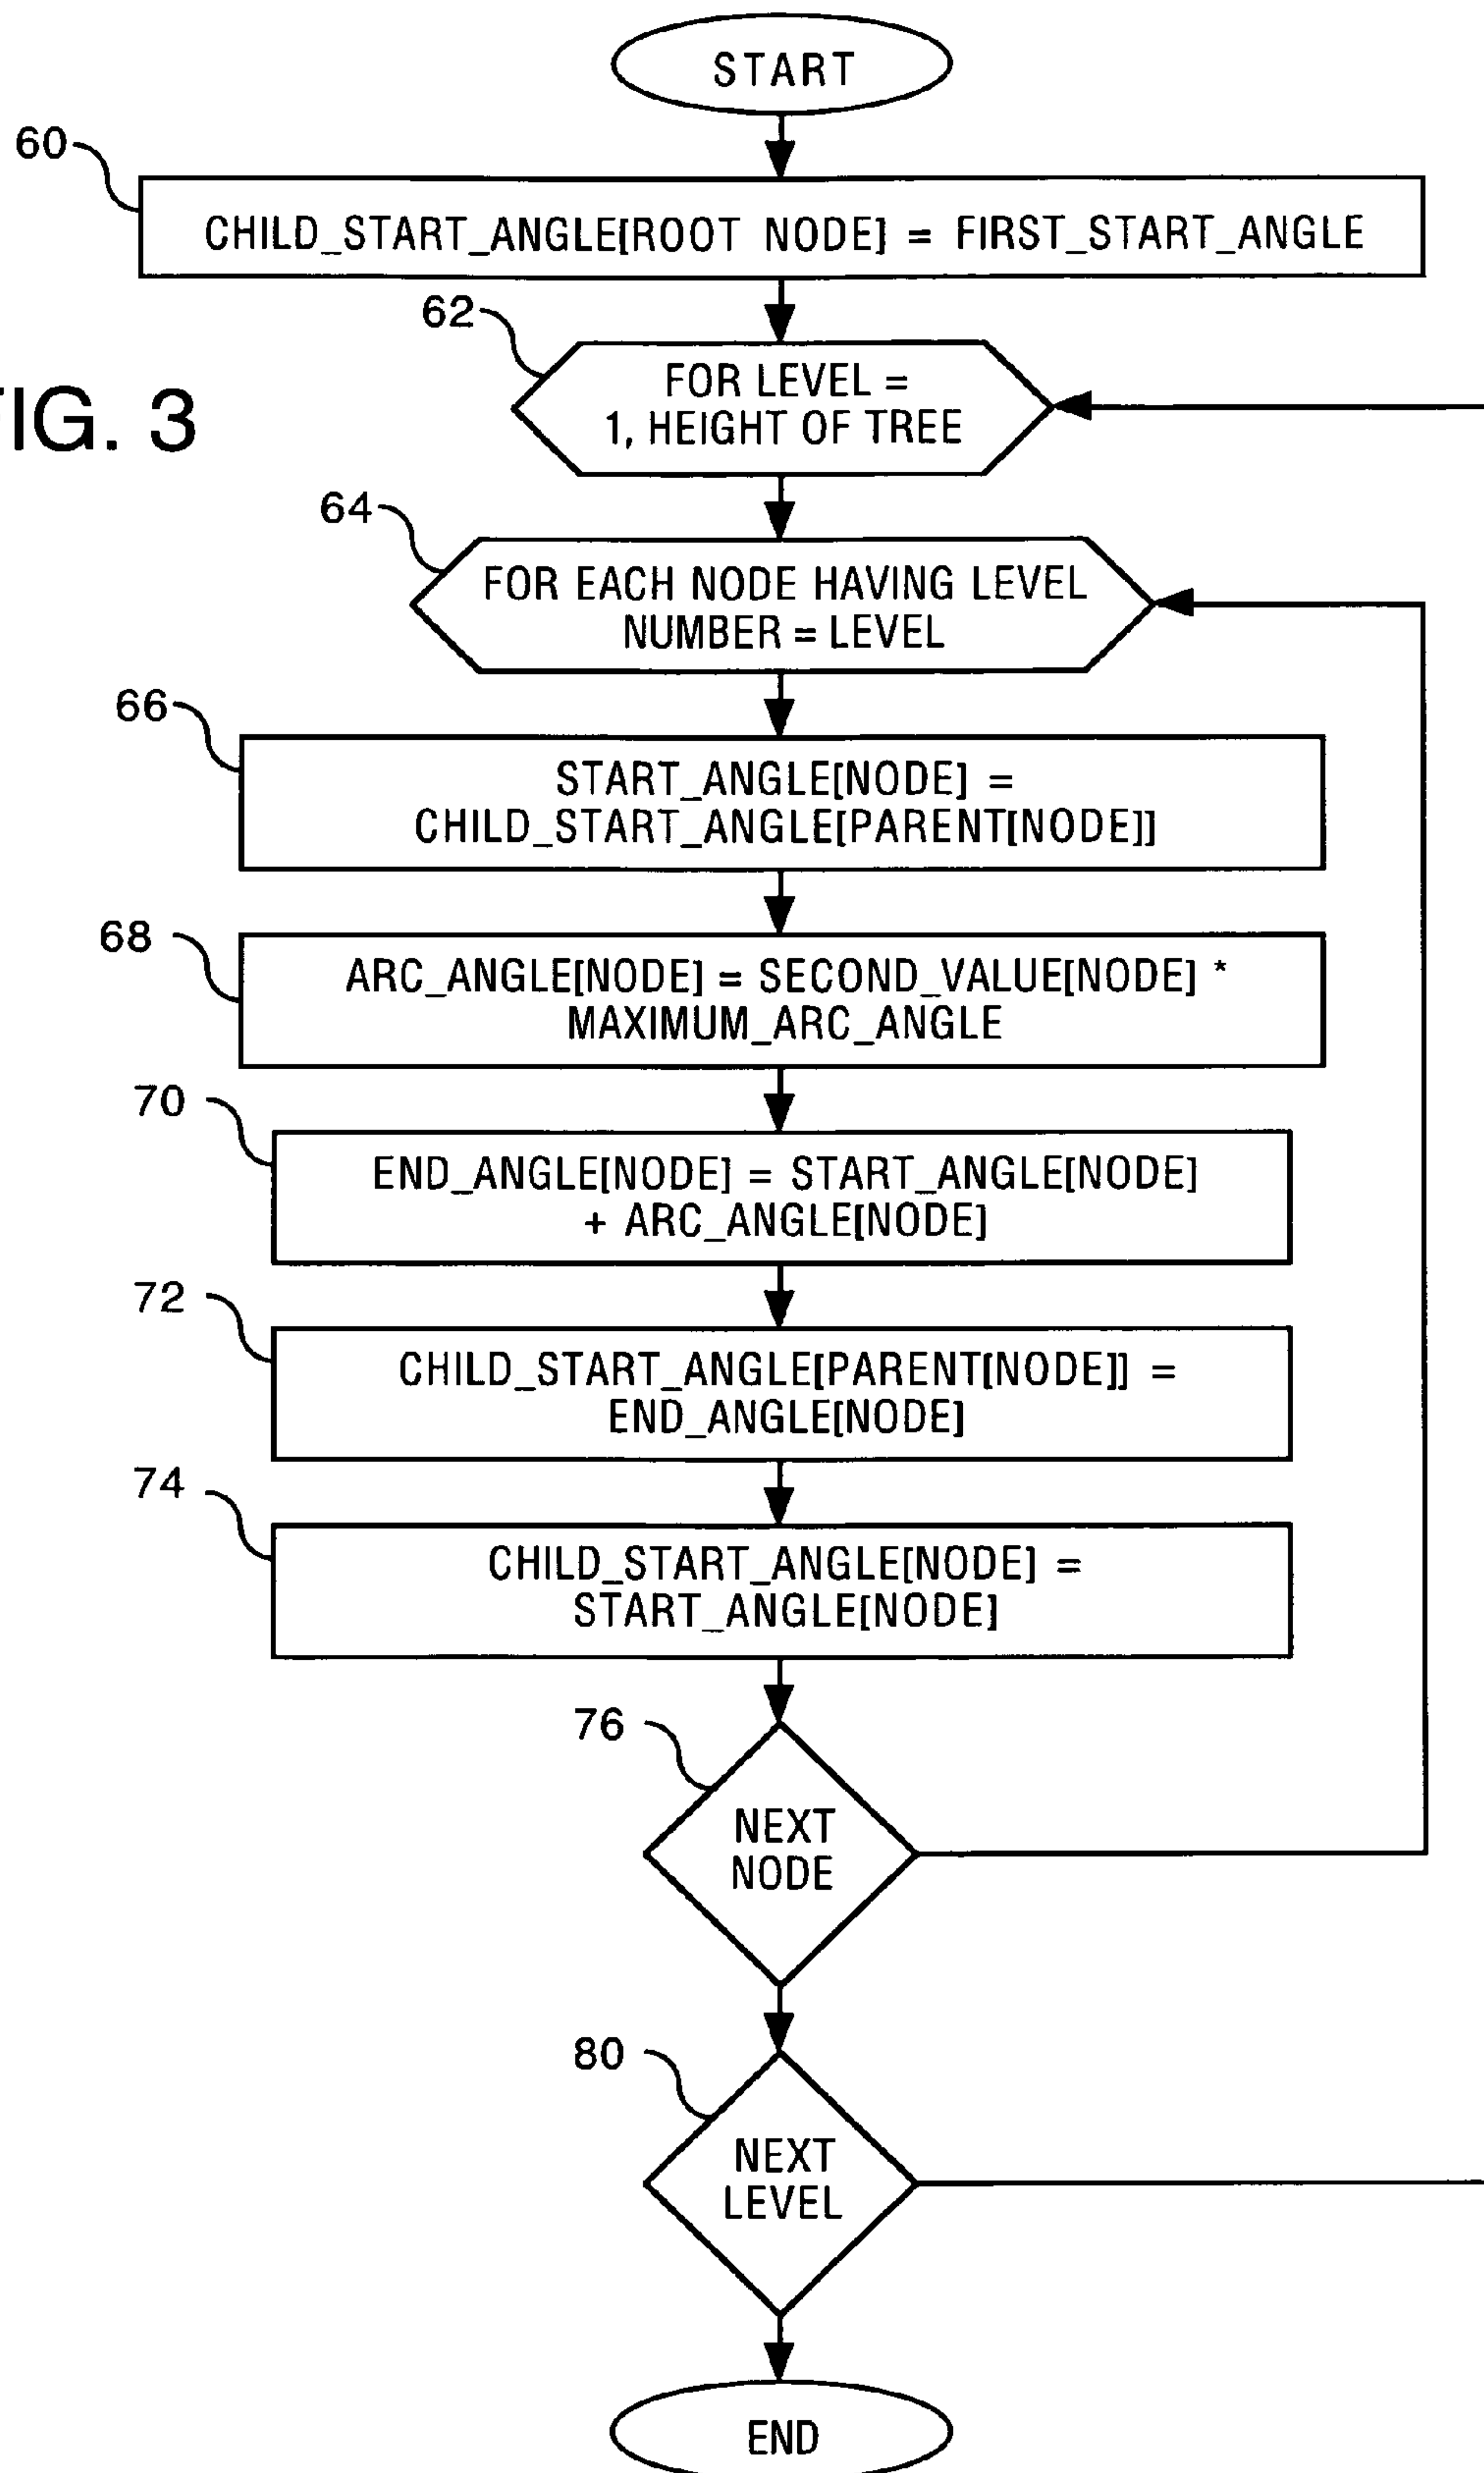 START
60
CHILD_START_ANGLE[ROOT NODE] = FIRST_START_ANGLE
62
FOR LEVEL =
1, HEIGHT OF TREE
FIG. 3
64
FOR EACH NODE HAVING LEVEL
NUMBER = LEVEL
66
START_ANGLE[NODE] =
CHILD_START_ANGLE[PARENT[NODE]]
68
ARC_ANGLE[NODE] = SECOND_VALUE[NODE] *
MAXIMUM_ARC_ANGLE
70
END_ANGLE[NODE] = START_ANGLE[NODE]
+ ARC_ANGLE[NODE]
72
CHILD_START_ANGLE[PARENT[NODE]] =
END_ANGLE[NODE]
74
CHILD_START_ANGLE[NODE] =
START_ANGLE[NODE]
76
NEXT
NODE
80
NEXT
LEVEL
END